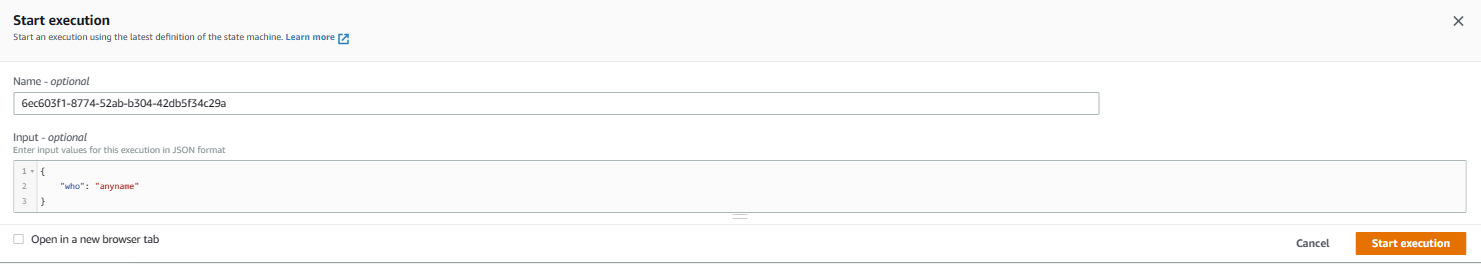 Start execution
Start an execution using the latest definition of the state machine. Learn more
Name - optional
6ec603f1-8774-52ab-b304-42db5f34c29a
Input - optional
Enter input values for this execution in JSON format
1 {
2 "who": "anyname"
3 }
Open in a new browser tab
Cancel Start execution